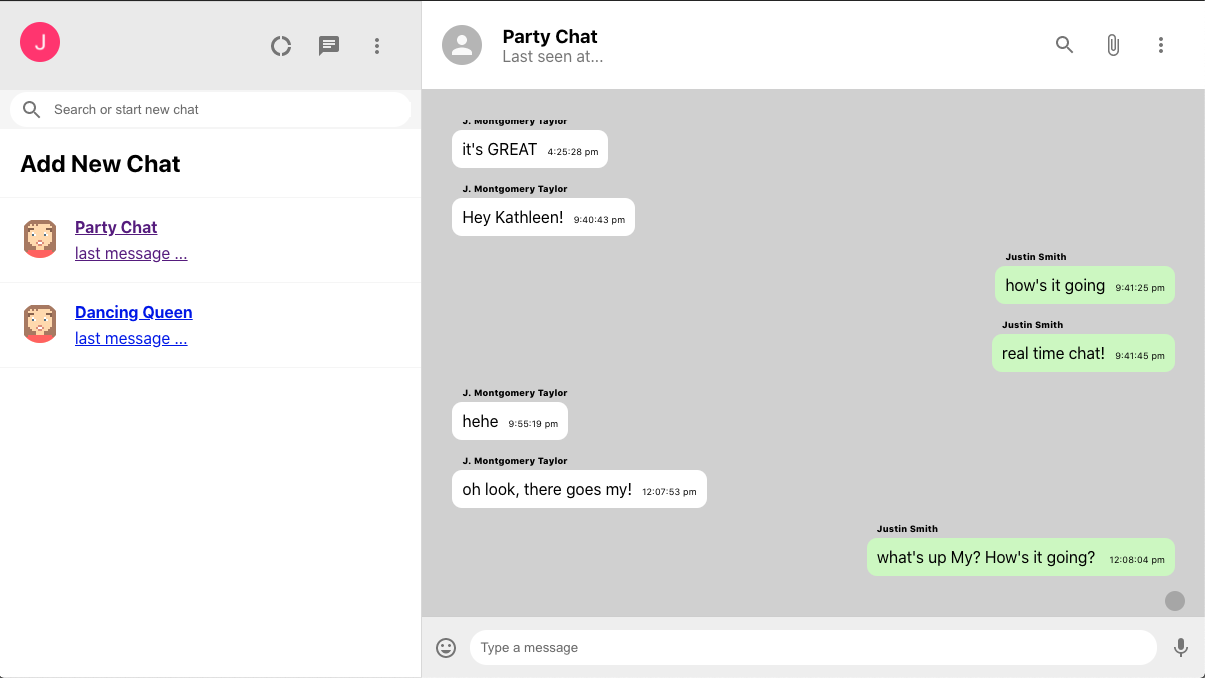 J
Search or start new chat
Add New Chat
Party Chat
last message ...
Dancing Queen
last message ...
Party Chat
Last seen at...
J. Montgomery Taylor
it's GREAT 4:25:28 pm
J. Montgomery Taylor
Hey Kathleen! 9:40:43 pm
Justin Smith
how's it going 9:41:25 pm
Justin Smith
real time chat! 9:41:45 pm
J. Montgomery Taylor
hehe 9:55:19 pm
J. Montgomery Taylor
oh look, there goes my! 12:07:53 pm
Justin Smith
what's up My? How's it going? 12:08:04 pm
Type a message